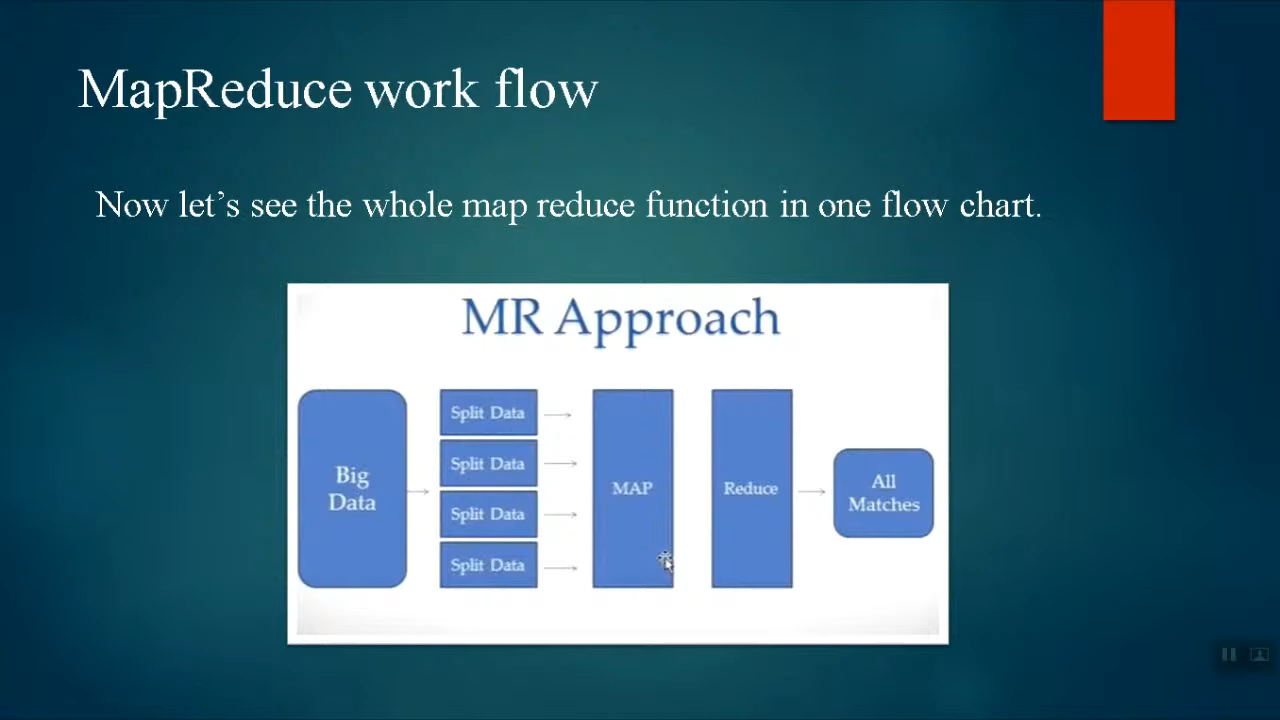 MapReduce work flow
Now let’s see the whole map reduce function in one flow chart.
MR Approach
Big
Data
Split Data
Split Data
Split Data
Split Data
MAP
Reduce
All
Matches